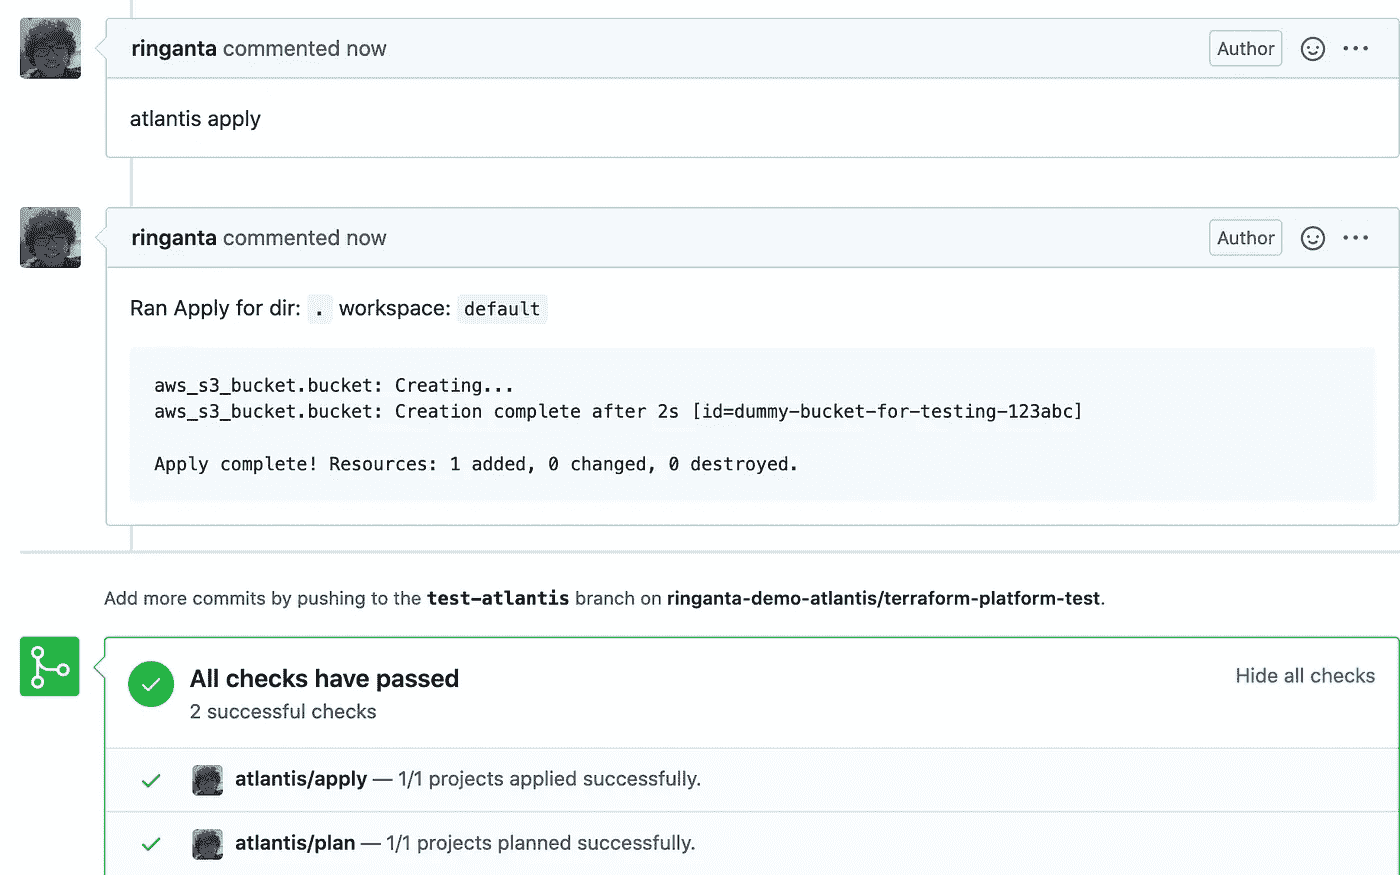 ringanta commented now
Author
atlantis apply
ringanta commented now
Author
Ran Apply for dir: . workspace: default
aws_s3_bucket.bucket: Creating...
aws_s3_bucket.bucket: Creation complete after 2s [id=dummy-bucket-for-testing-123abc]
Apply complete! Resources: 1 added, 0 changed, 0 destroyed.
Add more commits by pushing to the test-atlantis branch on ringanta-demo-atlantis/terraform-platform-test.
All checks have passed
Hide all checks
2 successful checks
atlantis/apply — 1/1 projects applied successfully.
atlantis/plan — 1/1 projects planned successfully.